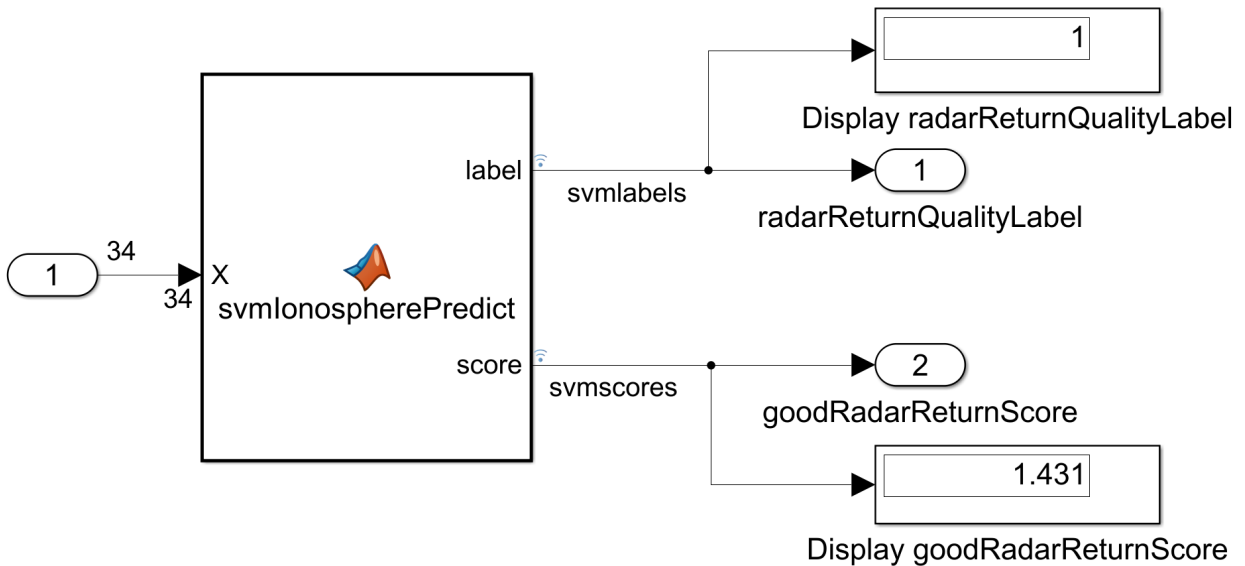 1
Display radarReturnQualityLabel
label
svmlabels
1
radarReturnQualityLabel
34
1
X
34
svmIonospherePredict
score
svmscores
2
goodRadarReturnScore
1.431
Display goodRadarReturnScore